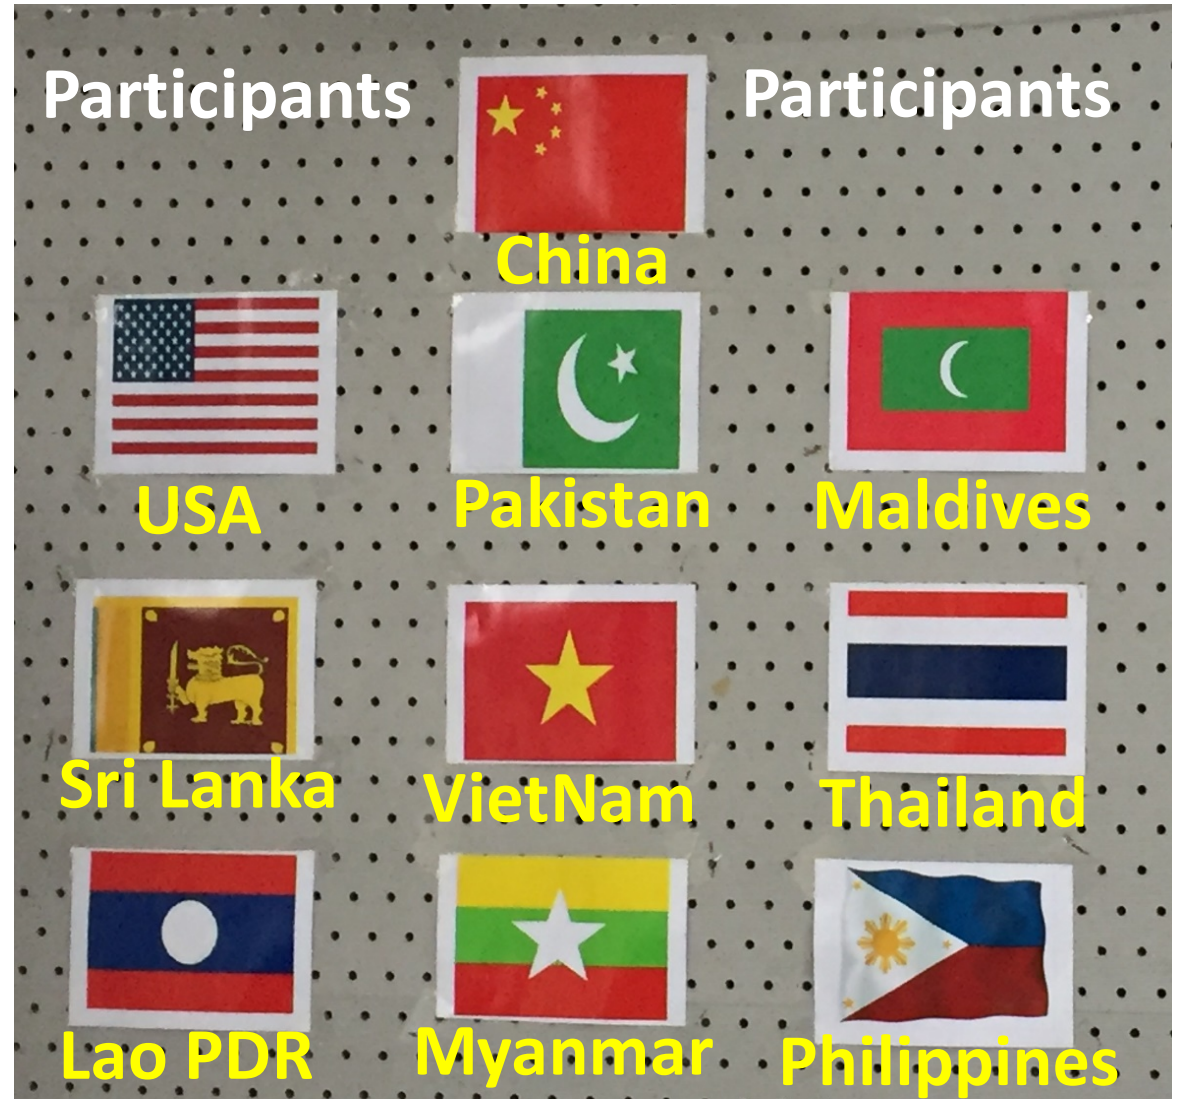 Participants
Participants
China
USA
Pakistan
Maldives
Sri Lanka
VietNam
Thailand
Lao PDR
Myanmar
Philippines